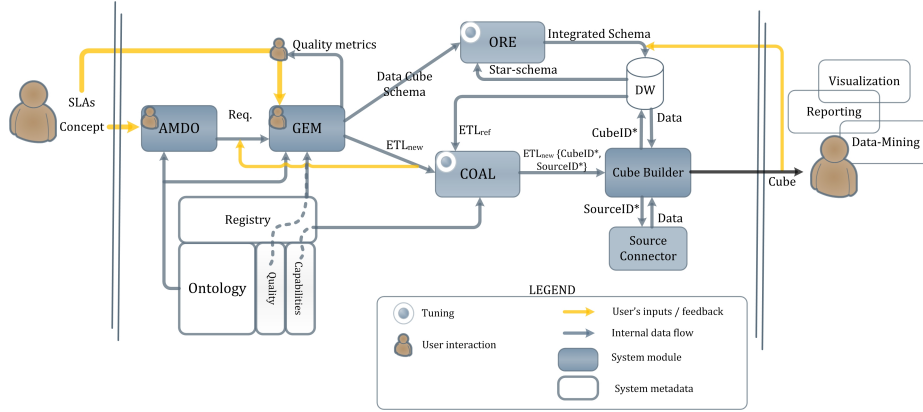 Quality metrics
ORE
Integrated Schema
Star-schema
Data Cube
Schema
DW
Visualization
Reporting
Data-Mining
SLAs
Concept
AMDO
Req.
GEM
ETLnew
ETLref
COAL
ETLnew {CubeID*,
SourceID*}
CubeID*
Data
Cube Builder
Cube
SourceID*
Data
Source
Connector
Registry
Ontology
Quality
Capabilities
LEGEND
Tuning
User interaction
User's inputs / feedback
Internal data flow
System module
System metadata